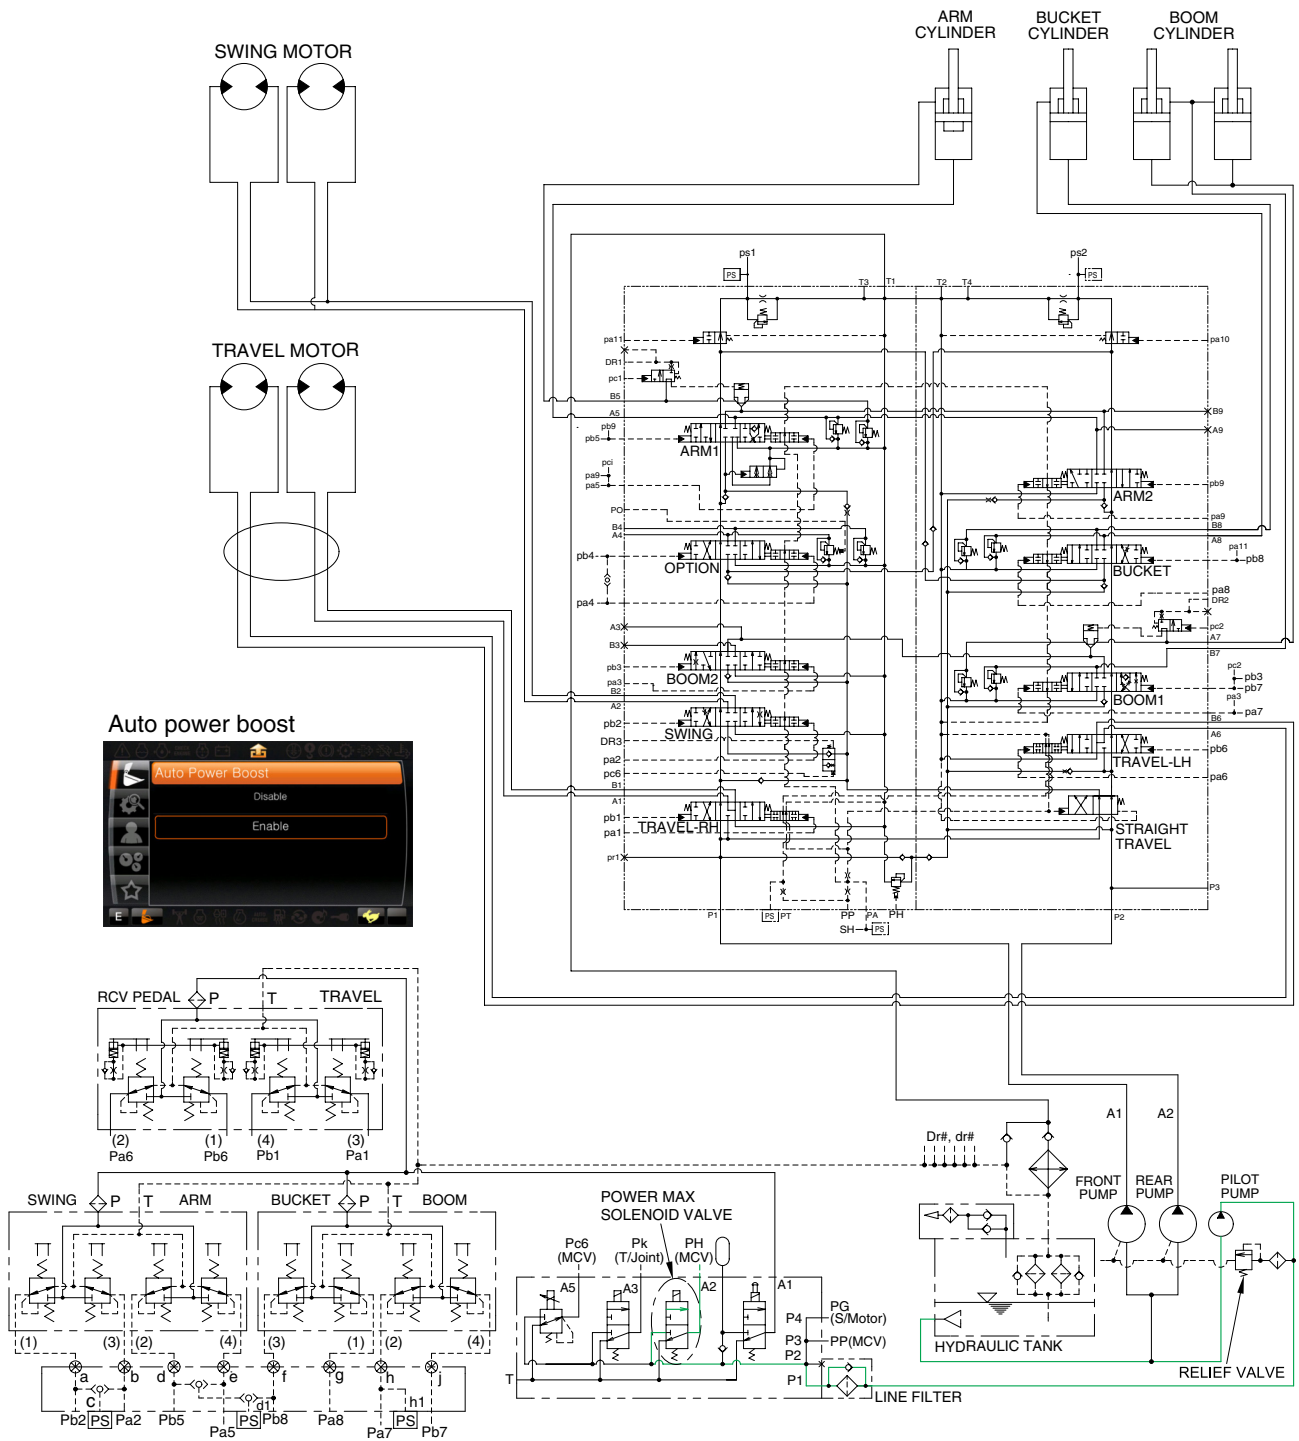 ARM
CYLINDER
BUCKET
CYLINDER
BOOM
CYLINDER
SWING MOTOR
TRAVEL MOTOR
ps1
PS
T3
T1
T2
T4
ps2
PS
pa11
DR1
pc1
B5
A5
pb9
pb5
ARM1
pci
pa9
pa5
PO
B4
A4
pb4
OPTION
pa4
A3
B3
pb3
BOOM2
pa3
B2
A2
pb2
SWING
DR3
pa2
pc6
B1
A1
pb1
TRAVEL-RH
pa1
pr1
P1
PS
PT
PP
PA
PH
SH
PS
P2
pa10
B9
A9
pb9
ARM2
pa9
B8
A8
pa11
pb8
BUCKET
pa8
DR2
pc2
A7
B7
pc2
pb3
pb7
BOOM1
pa3
pa7
B6
A6
pb6
TRAVEL-LH
pa6
STRAIGHT
TRAVEL
P3
Auto power boost
Auto Power Boost
Disable
Enable
E
RCV PEDAL
P
T
TRAVEL
(2)
(1)
(4)
(3)
Pa6
Pb6
Pb1
Pa1
SWING
P
T
ARM
BUCKET
P
T
BOOM
(1)
(3)
(2)
(4)
(3)
(1)
(2)
(4)
a
b
d
e
f
g
h
j
c
d1
h1
Pb2
PS
Pa2
Pb5
Pa5
PS
Pb8
Pa8
Pa7
PS
Pb7
POWER MAX
SOLENOID VALVE
Pc6
(MCV)
Pk
(T/Joint)
PH
(MCV)
A5
A3
A2
A1
P4
PG
(S/Motor)
P3
PP(MCV)
P2
P1
T
LINE FILTER
Dr#, dr#
A1
A2
FRONT
PUMP
REAR
PUMP
PILOT
PUMP
HYDRAULIC TANK
RELIEF VALVE